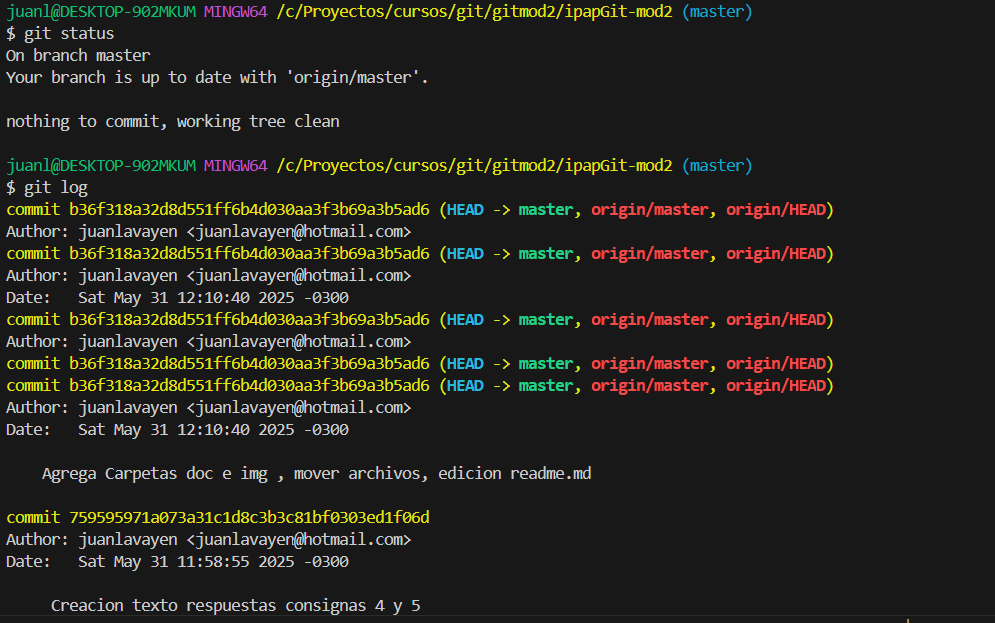 juanl@DESKTOP-902MKUM MINGW64 /c/Proyectos/cursos/git/gitmod2/ipapGit-mod2 (master)
$ git status
On branch master
Your branch is up to date with 'origin/master'.
nothing to commit, working tree clean
juanl@DESKTOP-902MKUM MINGW64 /c/Proyectos/cursos/git/gitmod2/ipapGit-mod2 (master)
$ git log
commit b36f318a32d8d551ff6b4d030aa3f3b69a3b5ad6 (HEAD -> master, origin/master, origin/HEAD)
Author: juanlavayen <juanlavayen@hotmail.com>
commit b36f318a32d8d551ff6b4d030aa3f3b69a3b5ad6 (HEAD -> master, origin/master, origin/HEAD)
Author: juanlavayen <juanlavayen@hotmail.com>
Date:   Sat May 31 12:10:40 2025 -0300
commit b36f318a32d8d551ff6b4d030aa3f3b69a3b5ad6 (HEAD -> master, origin/master, origin/HEAD)
Author: juanlavayen <juanlavayen@hotmail.com>
commit b36f318a32d8d551ff6b4d030aa3f3b69a3b5ad6 (HEAD -> master, origin/master, origin/HEAD)
commit b36f318a32d8d551ff6b4d030aa3f3b69a3b5ad6 (HEAD -> master, origin/master, origin/HEAD)
Author: juanlavayen <juanlavayen@hotmail.com>
Date:   Sat May 31 12:10:40 2025 -0300
Agrega Carpetas doc e img , mover archivos, edicion readme.md
commit 759595971a073a31c1d8c3b3c81bf0303ed1f06d
Author: juanlavayen <juanlavayen@hotmail.com>
Date:   Sat May 31 11:58:55 2025 -0300
Creacion texto respuestas consignas 4 y 5